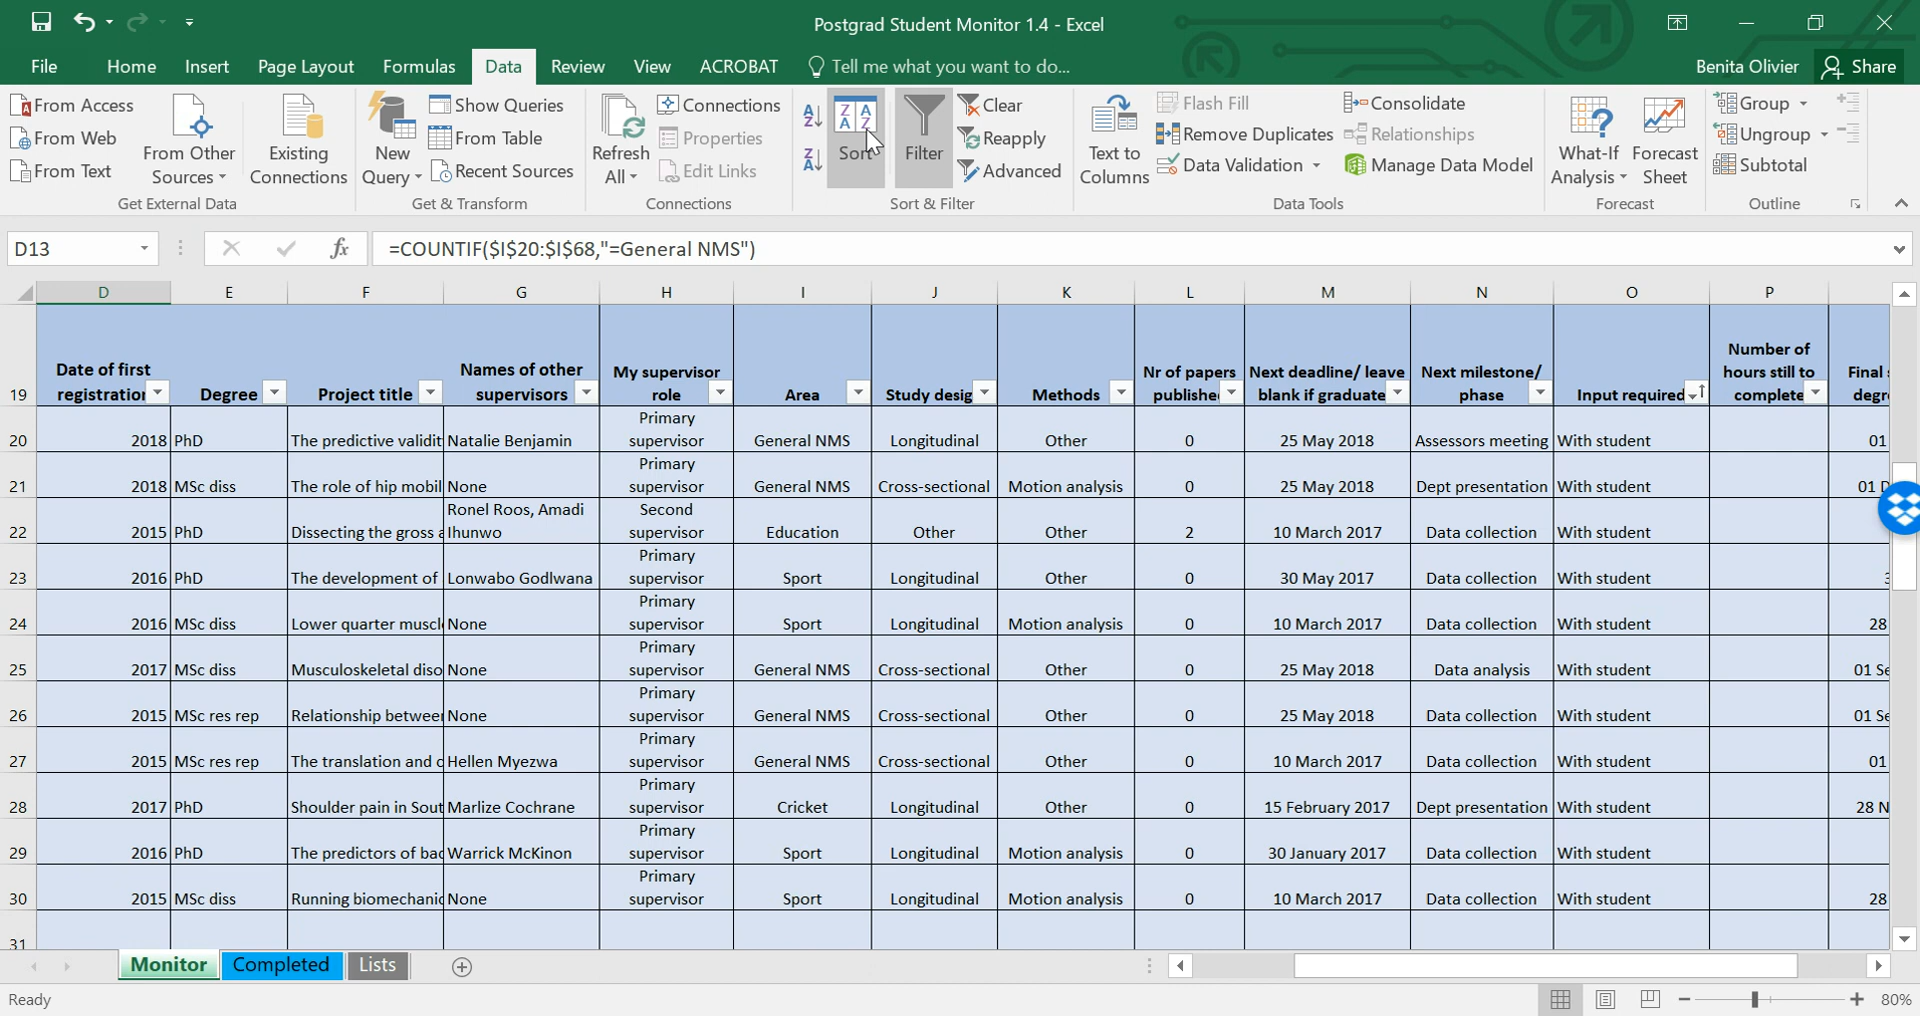 Postgrad Student Monitor 1.4 - Excel
File Home Insert Page Layout Formulas Data Review View ACROBAT Tell me what you want to do... Benita Olivier Share
From Access
From Web
From Text
From Other Sources
Existing Connections
Get External Data
New Query
Show Queries
From Table
Recent Sources
Get & Transform
Refresh All
Connections
Properties
Edit Links
Connections
Sort
Filter
Clear
Reapply
Advanced
Sort & Filter
Text to Columns
Flash Fill
Remove Duplicates
Data Validation
Consolidate
Relationships
Manage Data Model
Data Tools
What-If Analysis
Forecast Sheet
Forecast
Group
Ungroup
Subtotal
Outline
D13 fx =COUNTIF($I$20:$I$68,"=General NMS")
D E F G H I J K L M N O P
19 Date of first registration Degree Project title Names of other supervisors My supervisor role Area Study desig Methods Nr of papers publishe Next deadline/ leave blank if graduate Next milestone/ phase Input required Number of hours still to complete Final degr
20 2018 PhD The predictive validit Natalie Benjamin Primary supervisor General NMS Longitudinal Other 0 25 May 2018 Assessors meeting With student 01
21 2018 MSc diss The role of hip mobil None Primary supervisor General NMS Cross-sectional Motion analysis 0 25 May 2018 Dept presentation With student 01
22 2015 PhD Dissecting the gross a Ronel Roos, Amadi Ihunwo Second supervisor Education Other Other 2 10 March 2017 Data collection With student
23 2016 PhD The development of Lonwabo Godlwana Primary supervisor Sport Longitudinal Other 0 30 May 2017 Data collection With student
24 2016 MSc diss Lower quarter muscl None Primary supervisor Sport Longitudinal Motion analysis 0 10 March 2017 Data collection With student 28
25 2017 MSc diss Musculoskeletal diso None Primary supervisor General NMS Cross-sectional Other 0 25 May 2018 Data analysis With student 01 Se
26 2015 MSc res rep Relationship betwee None Primary supervisor General NMS Cross-sectional Other 0 25 May 2018 Data collection With student 01 Se
27 2015 MSc res rep The translation and c Hellen Myezwa Primary supervisor General NMS Cross-sectional Other 0 10 March 2017 Data collection With student 01
28 2017 PhD Shoulder pain in Sout Marlize Cochrane Primary supervisor Cricket Longitudinal Other 0 15 February 2017 Dept presentation With student 28 N
29 2016 PhD The predictors of bac Warrick McKinon Primary supervisor Sport Longitudinal Motion analysis 0 30 January 2017 Data collection With student
30 2015 MSc diss Running biomechanic None Primary supervisor Sport Longitudinal Motion analysis 0 10 March 2017 Data collection With student 28
31
Monitor Completed Lists
Ready 80%